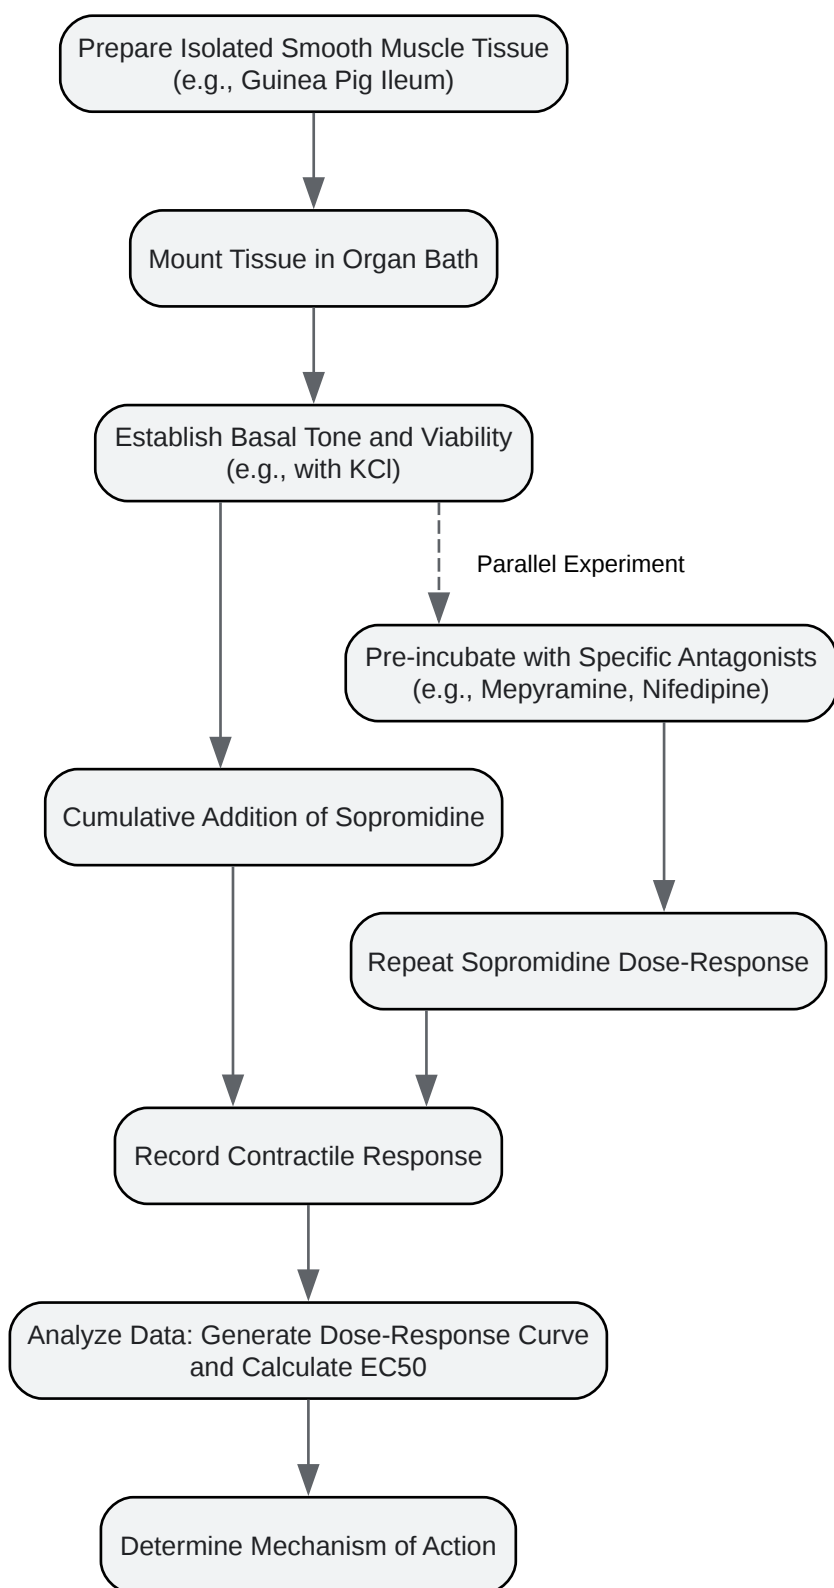 Prepare Isolated Smooth Muscle Tissue
(e.g., Guinea Pig Ileum)
Mount Tissue in Organ Bath
Establish Basal Tone and Viability
(e.g., with KCl)
Parallel Experiment
Pre-incubate with Specific Antagonists
(e.g., Mepyramine, Nifedipine)
Cumulative Addition of Sopromidine
Repeat Sopromidine Dose-Response
Record Contractile Response
Analyze Data: Generate Dose-Response Curve
and Calculate EC50
Determine Mechanism of Action